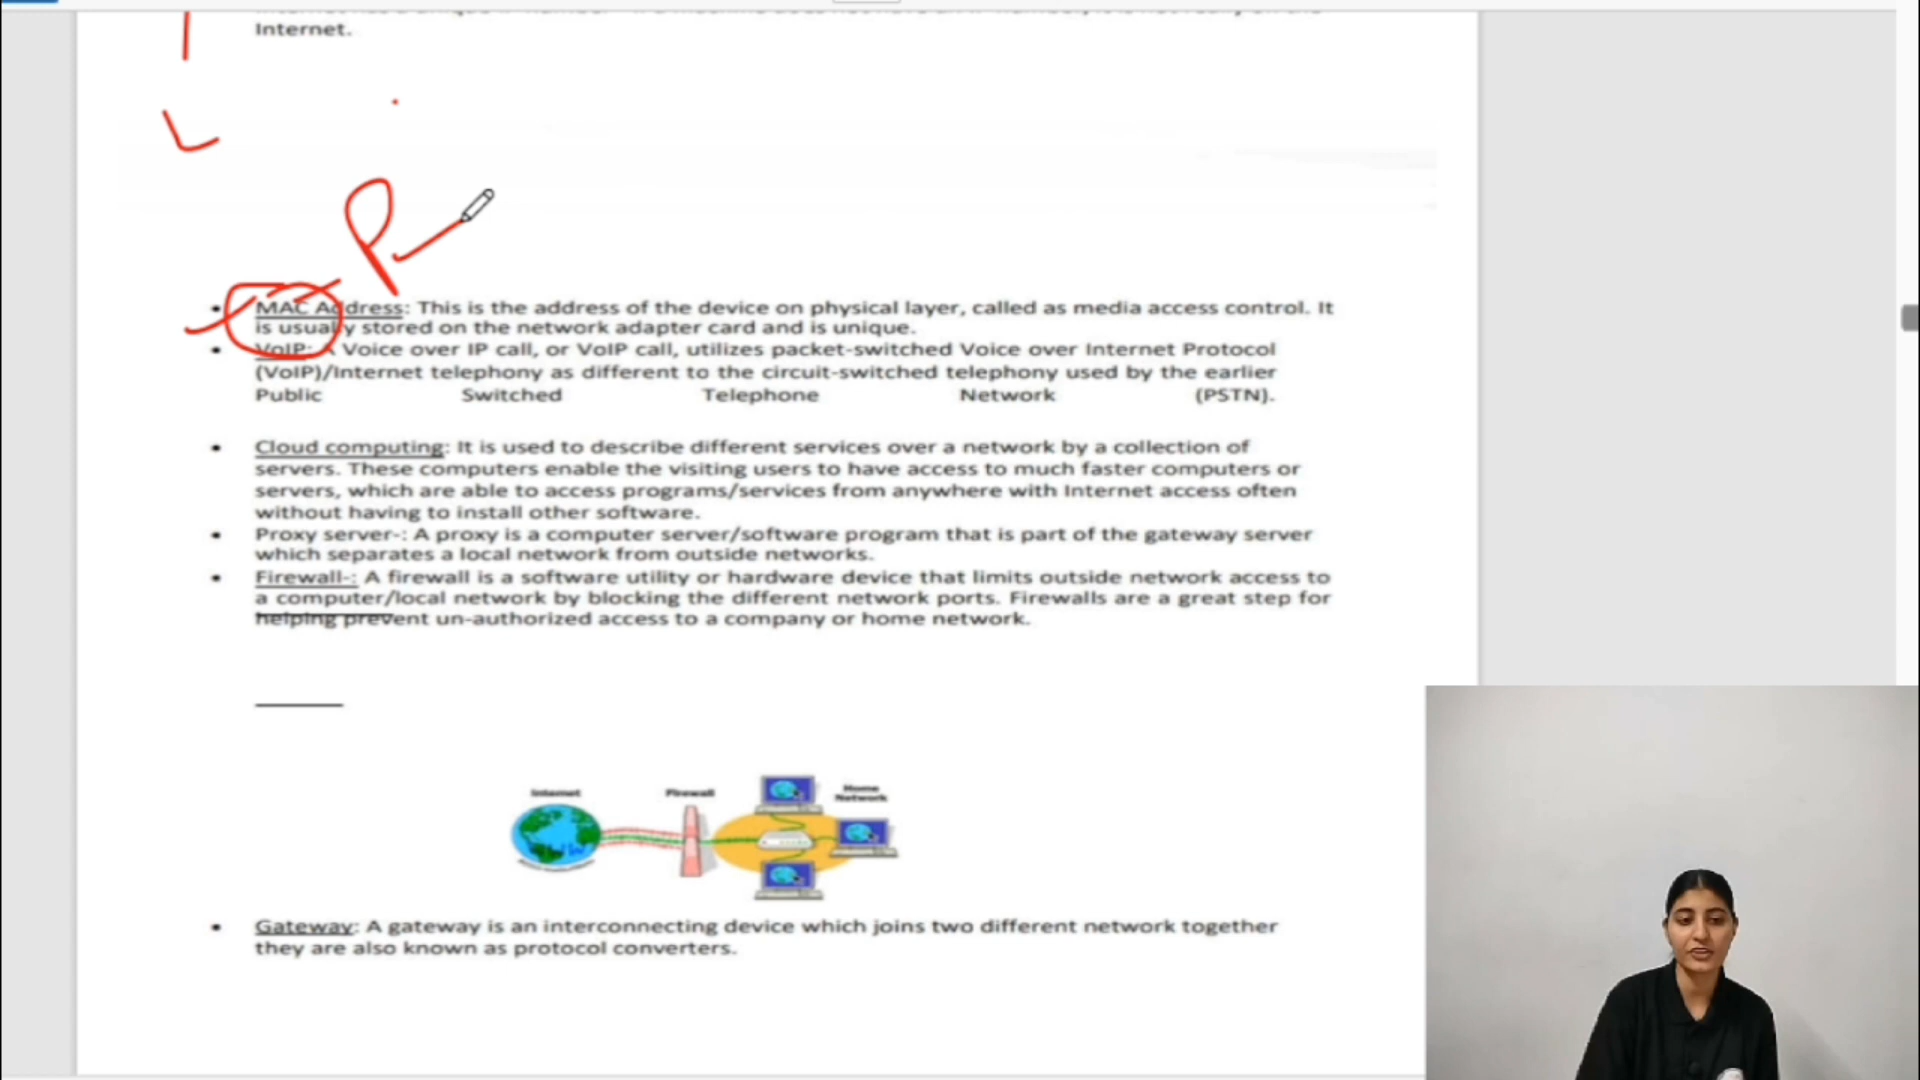 Internet.
P
• MAC Address: This is the address of the device on physical layer, called as media access control. It
is usually stored on the network adapter card and is unique.
• VoIP: A Voice over IP call, or VoIP call, utilizes packet-switched Voice over Internet Protocol
(VoIP)/Internet telephony as different to the circuit-switched telephony used by the earlier
Public Switched Telephone Network (PSTN).
• Cloud computing: It is used to describe different services over a network by a collection of
servers. These computers enable the visiting users to have access to much faster computers or
servers, which are able to access programs/services from anywhere with Internet access often
without having to install other software.
• Proxy server-: A proxy is a computer server/software program that is part of the gateway server
which separates a local network from outside networks.
• Firewall-: A firewall is a software utility or hardware device that limits outside network access to
a computer/local network by blocking the different network ports. Firewalls are a great step for
helping prevent un-authorized access to a company or home network.
Internet
Firewall
Home
Network
• Gateway: A gateway is an interconnecting device which joins two different network together
they are also known as protocol converters.